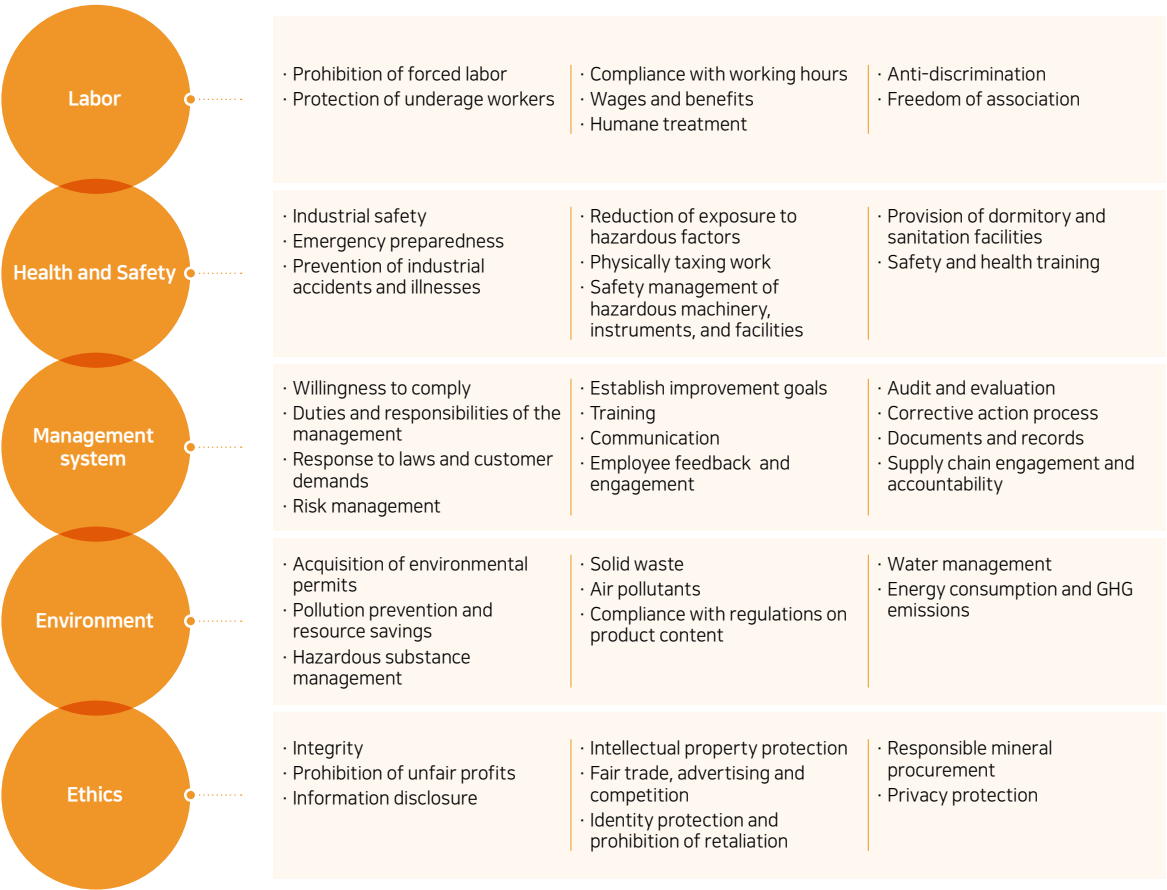 Labor
· Prohibition of forced labor
· Protection of underage workers
· Compliance with working hours
· Wages and benefits
· Humane treatment
· Anti-discrimination
· Freedom of association
Health and Safety
· Industrial safety
· Emergency preparedness
· Prevention of industrial
accidents and illnesses
· Reduction of exposure to
hazardous factors
· Physically taxing work
· Safety management of
hazardous machinery,
instruments, and facilities
· Provision of dormitory and
sanitation facilities
· Safety and health training
Management
system
· Willingness to comply
· Duties and responsibilities of the
management
· Response to laws and customer
demands
· Risk management
· Establish improvement goals
· Training
· Communication
· Employee feedback and
engagement
· Audit and evaluation
· Corrective action process
· Documents and records
· Supply chain engagement and
accountability
Environment
· Acquisition of environmental
permits
· Pollution prevention and
resource savings
· Hazardous substance
management
· Solid waste
· Air pollutants
· Compliance with regulations on
product content
· Water management
· Energy consumption and GHG
emissions
Ethics
· Integrity
· Prohibition of unfair profits
· Information disclosure
· Intellectual property protection
· Fair trade, advertising and
competition
· Identity protection and
prohibition of retaliation
· Responsible mineral
procurement
· Privacy protection